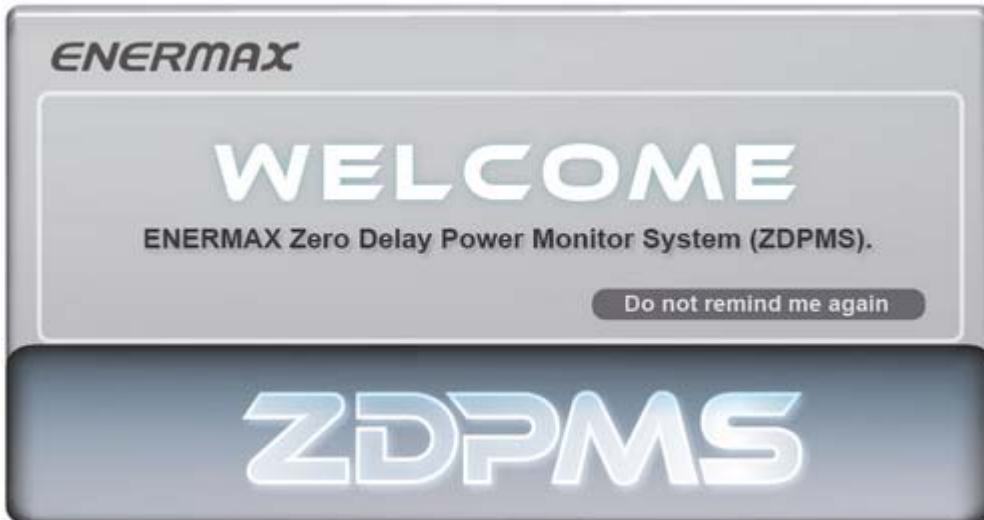 ENERMAX
WELCOME
ENERMAX Zero Delay Power Monitor System (ZDPMS).
Do not remind me again
ZDPMS